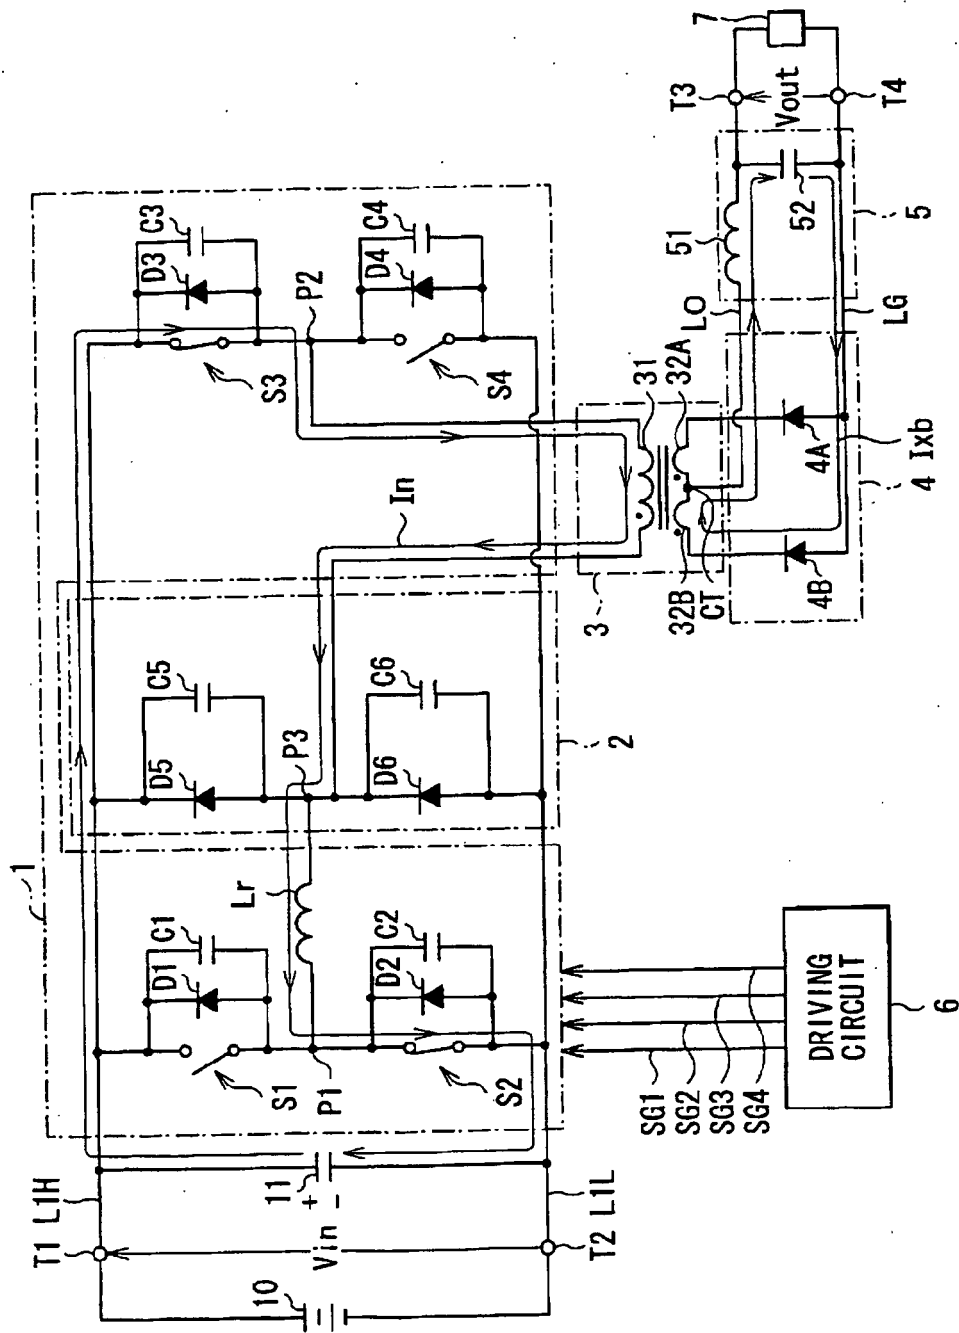 1
T1
L1H
10
Vin
11
+
-
T2
L1L
S1
D1
C1
P1
Lr
S2
D2
C2
D5
C5
P3
D6
C6
2
In
S3
D3
C3
P2
S4
D4
C4
3
31
32A
32B
CT
4A
4B
4
Ixb
LO
LG
51
52
5
T3
Vout
T4
7
SG1
SG2
SG3
SG4
DRIVING
CIRCUIT
6